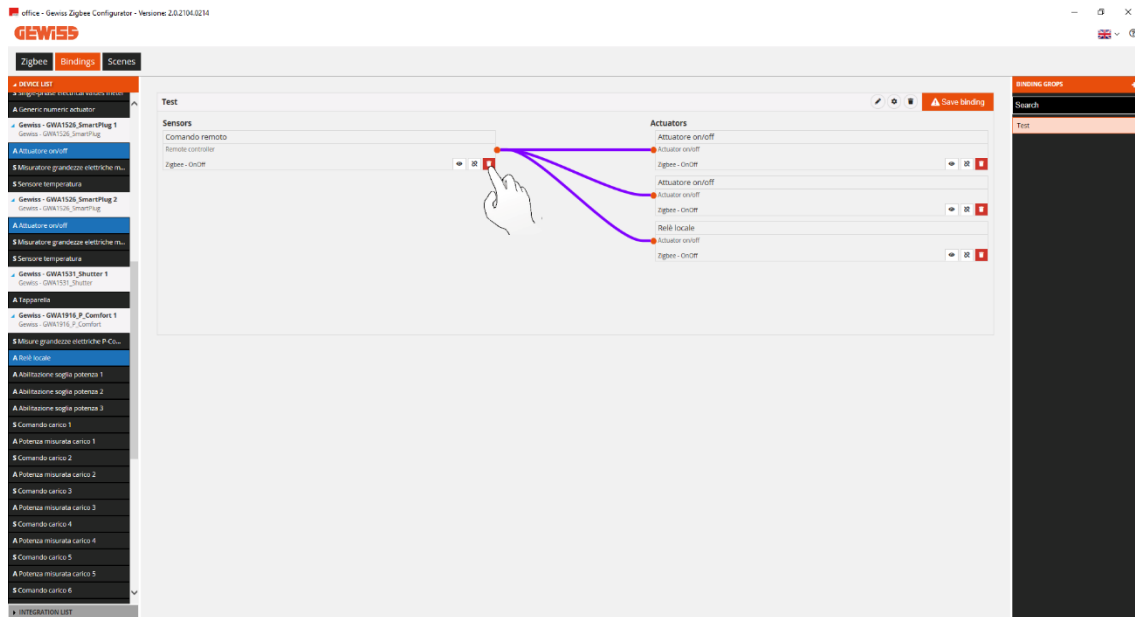 office - Gewiss Zigbee Configurator - Versione: 2.0.2104.0214
GEWISS
Zigbee Bindings Scenes
DEVICE LIST
S Single-phase electrical values meter
A Generic numeric actuator
Gewiss - GWA1526_SmartPlug 1
Gewiss - GWA1526_SmartPlug
A Attuatore on/off
S Misuratore grandezze elettriche m...
S Sensore temperatura
Gewiss - GWA1526_SmartPlug 2
Gewiss - GWA1526_SmartPlug
A Attuatore on/off
S Misuratore grandezze elettriche m...
S Sensore temperatura
Gewiss - GWA1531_Shutter 1
Gewiss - GWA1531_Shutter
A Tapparella
Gewiss - GWA1916_P_Comfort 1
Gewiss - GWA1916_P_Comfort
S Misure grandezze elettriche P-Co...
A Relè locale
A Abilitazione soglia potenza 1
A Abilitazione soglia potenza 2
A Abilitazione soglia potenza 3
S Comando carico 1
A Potenza misurata carico 1
S Comando carico 2
A Potenza misurata carico 2
S Comando carico 3
A Potenza misurata carico 3
S Comando carico 4
A Potenza misurata carico 4
S Comando carico 5
A Potenza misurata carico 5
S Comando carico 6
INTEGRATION LIST
Test
Save binding
Sensors
Comando remoto
Remote controller
Zigbee - OnOff
Actuators
Attuatore on/off
Actuator on/off
Zigbee - OnOff
Attuatore on/off
Actuator on/off
Zigbee - OnOff
Relè locale
Actuator on/off
Zigbee - OnOff
BINDING GROPS
Search
Test